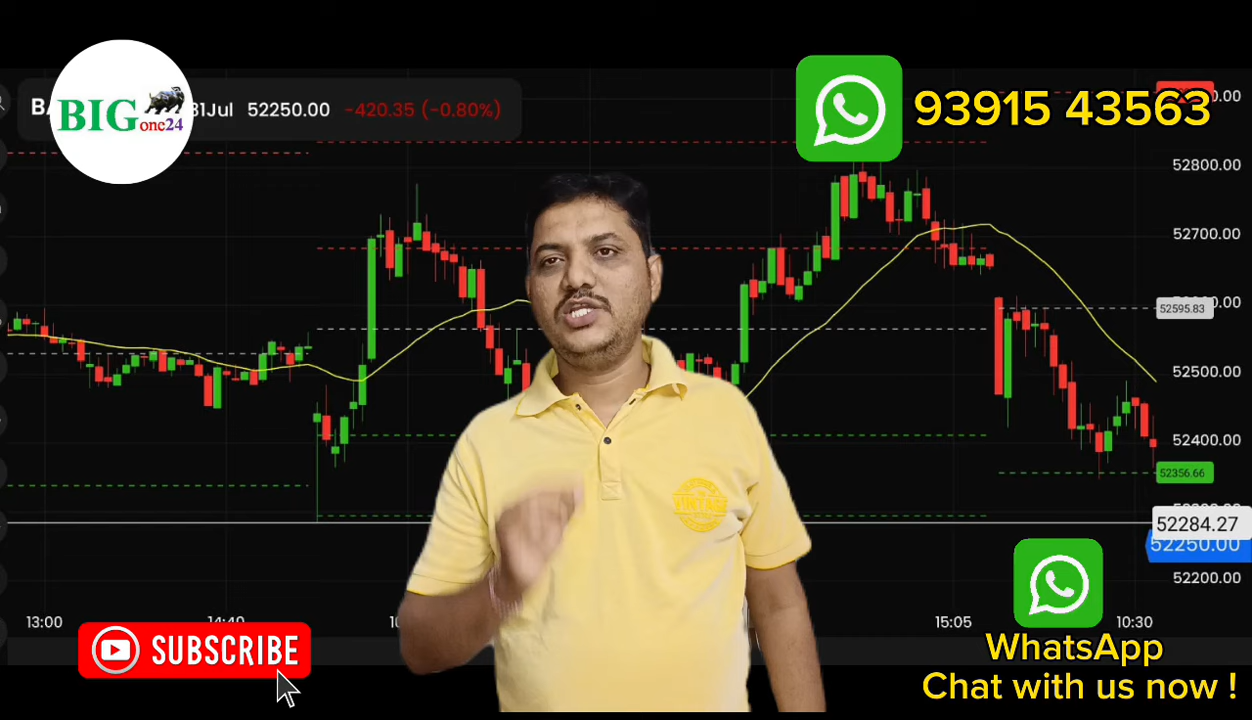 BIG
onc24
31Jul 52250.00 -420.35 (-0.80%)
93915 43563
52800.00
52700.00
52595.83
52500.00
52400.00
52356.66
52284.27
52250.00
52200.00
VINTAGE
13:00
14:40
15:05
10:30
SUBSCRIBE
WhatsApp
Chat with us now !